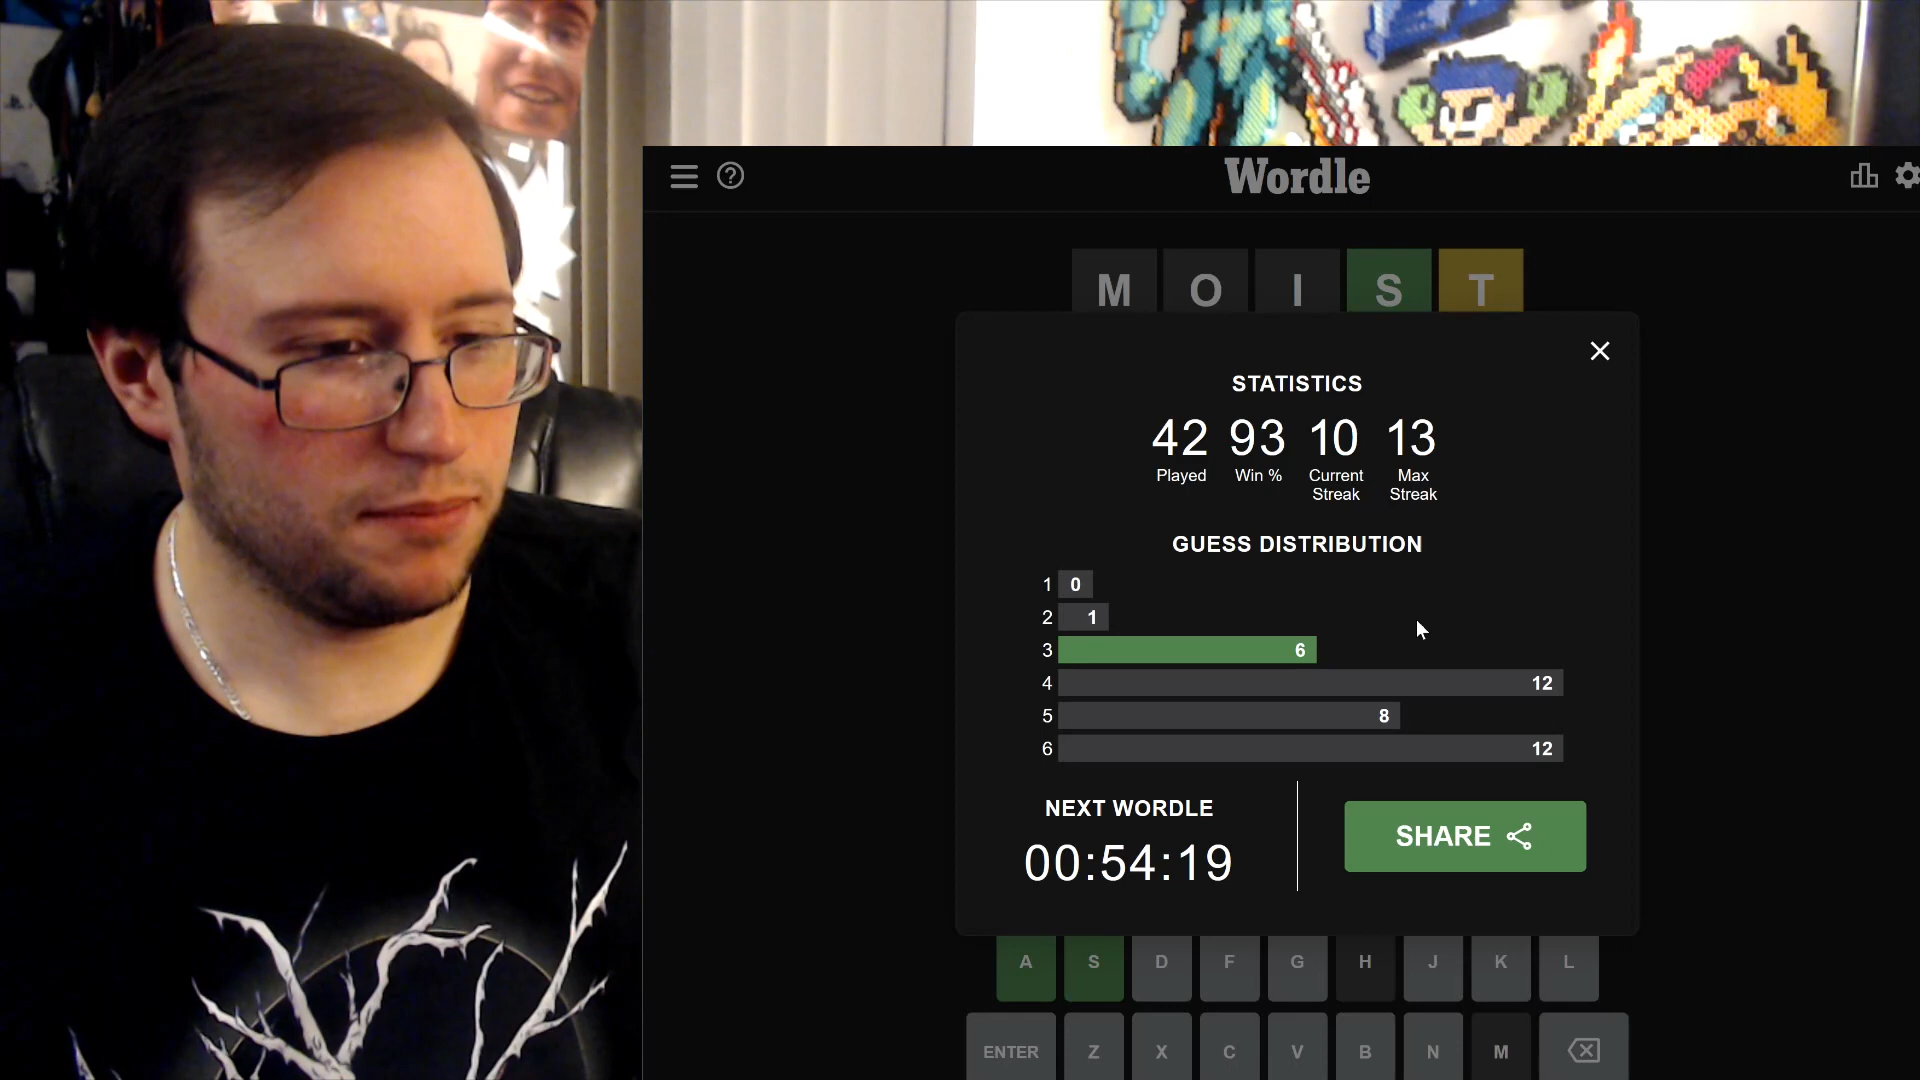 Wordle
M O I S T
STATISTICS
42 93 10 13
Played Win % Current Streak Max Streak
GUESS DISTRIBUTION
1 0
2 1
3 6
4 12
5 8
6 12
NEXT WORDLE
00:54:19
SHARE
A S D F G H J K L
ENTER Z X C V B N M